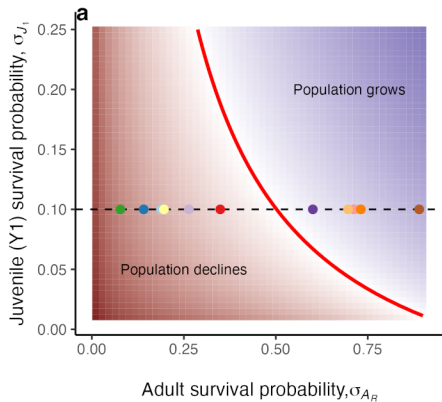 a
Juvenile (Y1) survival probability, σJ1
0.25
0.20
0.15
0.10
0.05
0.00
Population grows
Population declines
0.00 0.25 0.50 0.75
Adult survival probability,σAR